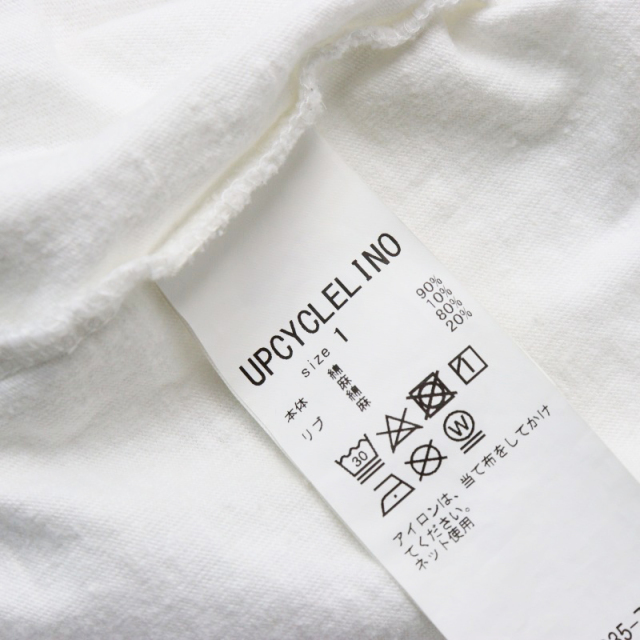 UPCYCLELINO
size 1
本体 綿 90%
麻 10%
リブ 綿 80%
麻 20%
30
W
アイロンは、当て布をしてかけ
てください。
ネット使用